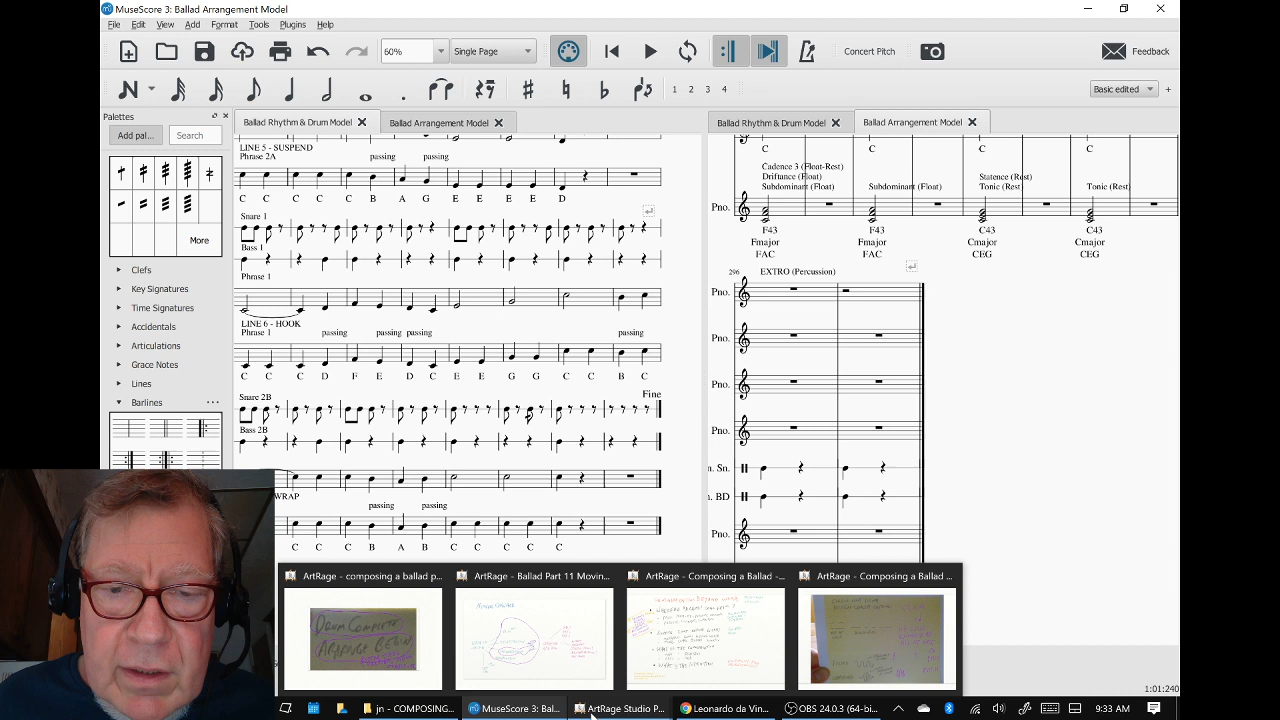 MuseScore 3: Ballad Arrangement Model
File Edit View Add Format Tools Plugins Help
60% Single Page Concert Pitch Feedback
1 2 3 4 Basic edited +
Palettes
Add pal... Search
More
Clefs
Key Signatures
Time Signatures
Accidentals
Articulations
Grace Notes
Lines
Barlines ...
Ballad Rhythm & Drum Model Ballad Arrangement Model
LINE 5 - SUSPEND
Phrase 2A passing passing
C C C B A G E E E E D
Snare 1
Bass 1
Phrase 1
LINE 6 - HOOK
Phrase 1 passing passing passing passing
C C C D F E D C E E G G C C B C
Snare 2B Fine
Bass 2B
WRAP
passing passing
C C C B A B C C C C C
Ballad Rhythm & Drum Model Ballad Arrangement Model
C C C C
Cadence 3 (Float-Rest)
Driftance (Float) Statence (Rest)
Subdominant (Float) Subdominant (Float) Tonic (Rest) Tonic (Rest)
Pno.
F43 F43 C43 C43
Fmajor Fmajor Cmajor Cmajor
FAC FAC CEG CEG
296 EXTRO (Percussion)
Pno.
Pno.
Pno.
Pno.
n. Sn.
n. BD
Pno.
ArtRage - composing a ballad p...
DRUM COMPLETE
ARRANGE BEGIN
ArtRage - Ballad Part 11 Movin...
ArtRage - Composing a Ballad -...
ArtRage - Composing a Ballad ...
1:01:240
jn - COMPOSING... MuseScore 3: Bal... ArtRage Studio P... Leonardo da Vin... OBS 24.0.3 (64-bi... 9:33 AM